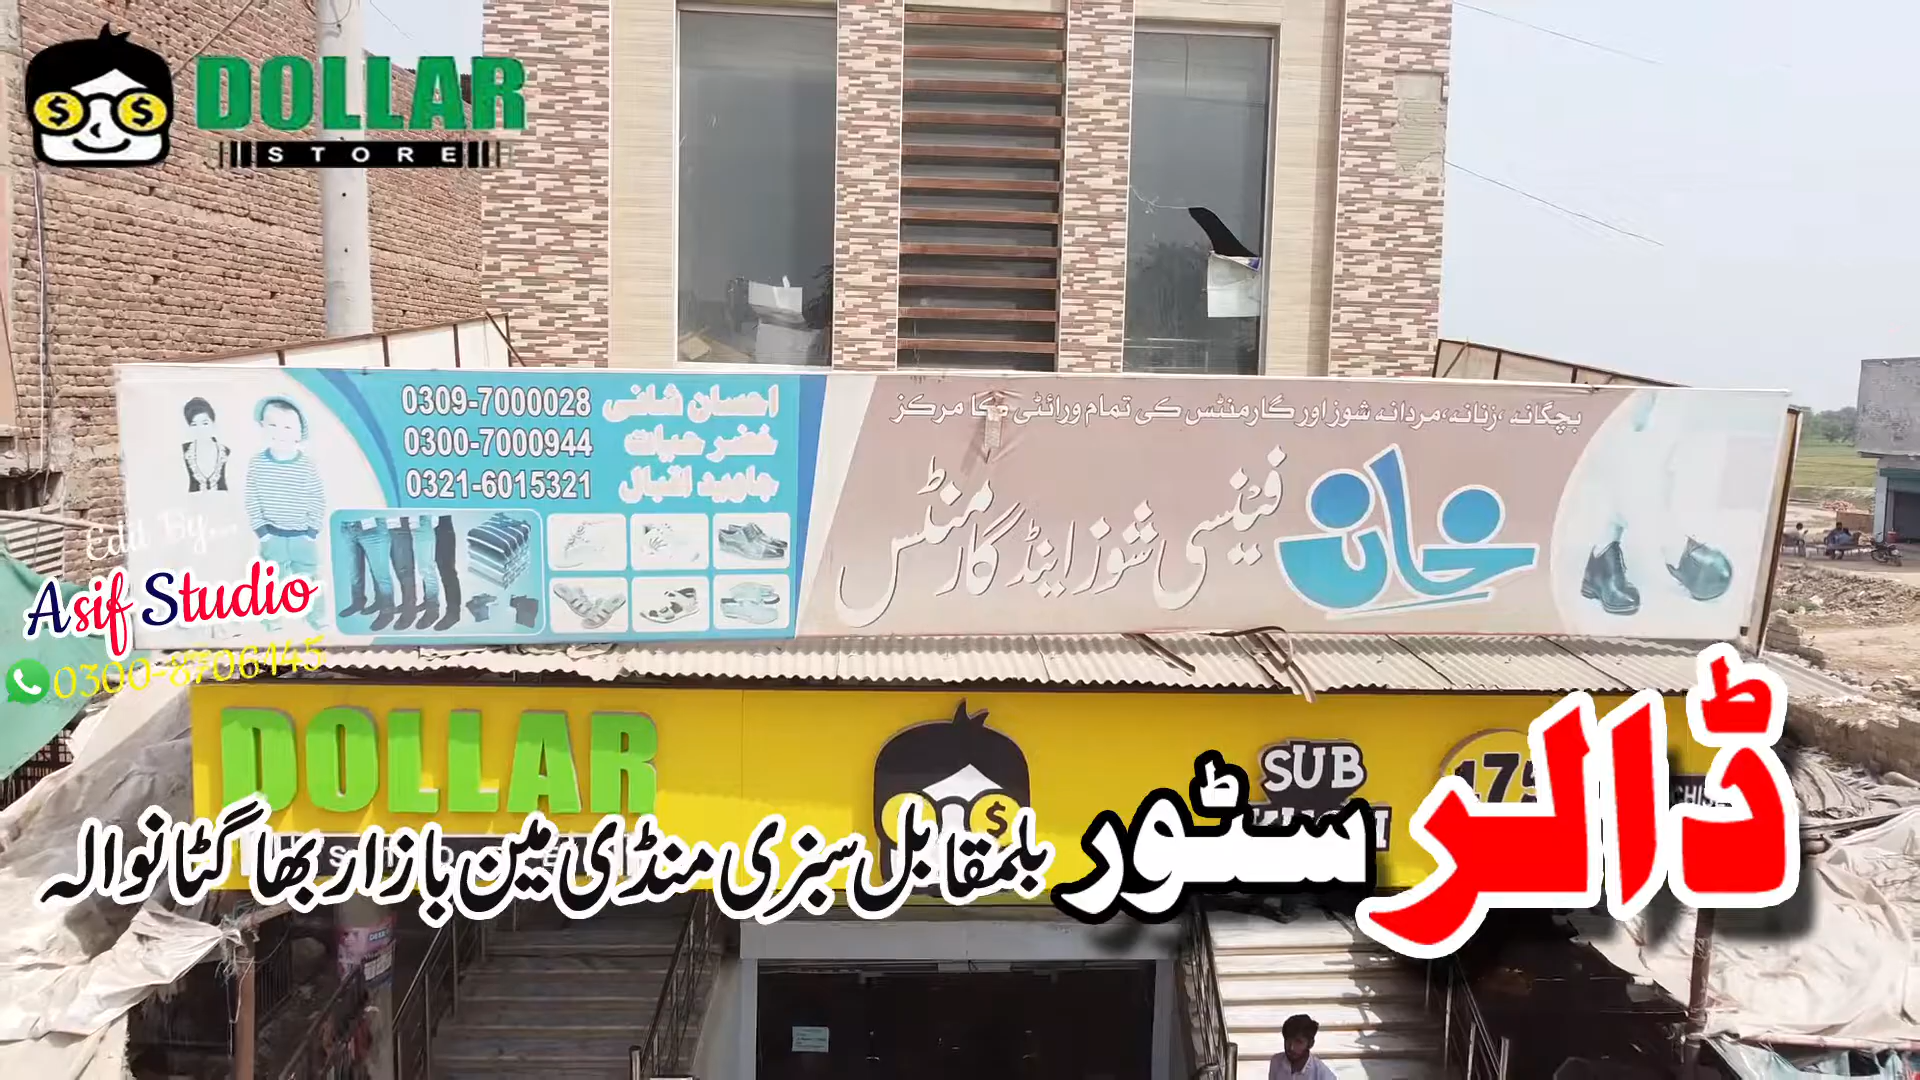 DOLLAR
STORE
احسان شانی 0309-7000028
خضر حیات 0300-7000944
جاوید اقبال 0321-6015321
بچگانہ، زنانہ، مردانہ شوز اور گارمنٹس کی تمام ورائٹی کا مرکز
خان فینسی شوز اینڈ گارمنٹس
Edit By...
Asif Studio
0300-8706145
DOLLAR
SUB
175
ڈالر سٹور بلمقابل سبزی منڈی مین بازار بھاگٹانوالہ